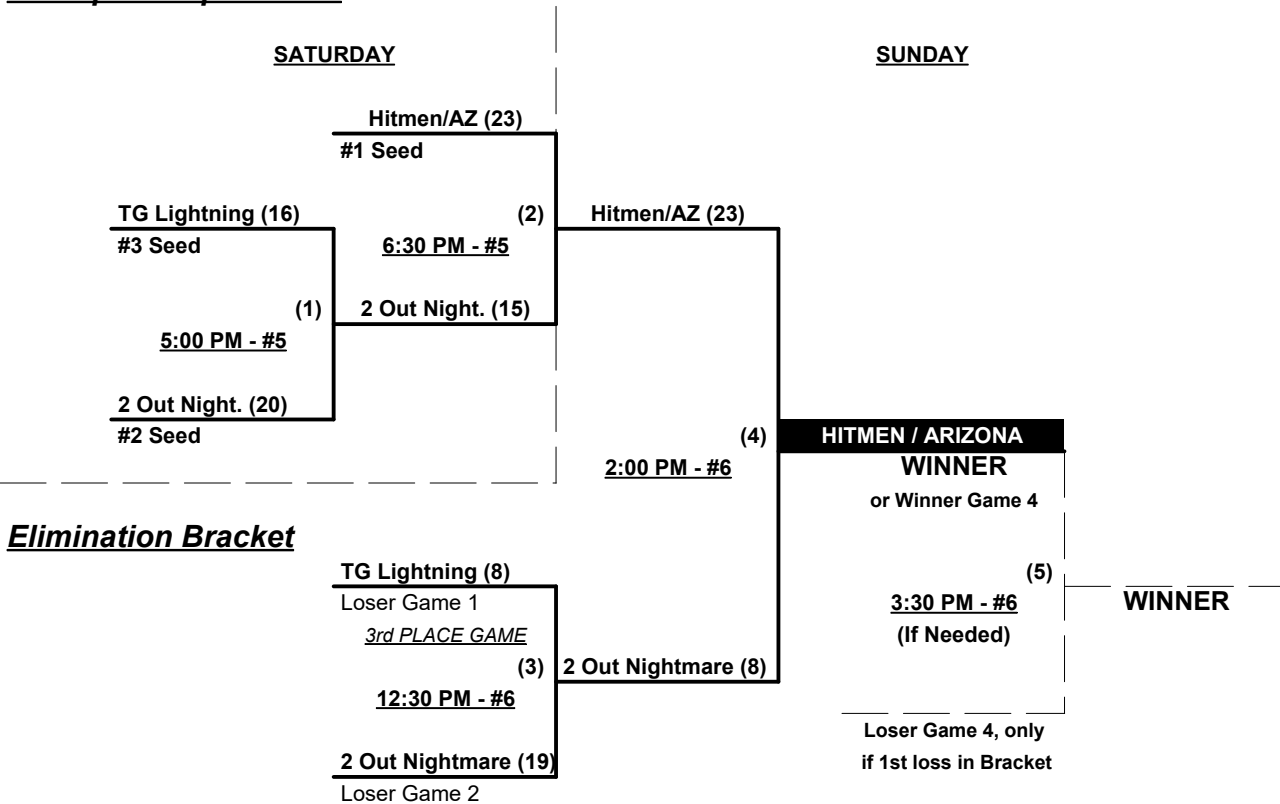 SATURDAY
SUNDAY
Hitmen/AZ (23)
#1 Seed
TG Lightning (16)
#3 Seed
(2)
6:30 PM - #5
Hitmen/AZ (23)
(1)
5:00 PM - #5
2 Out Night. (15)
2 Out Night. (20)
#2 Seed
(4)
2:00 PM - #6
HITMEN / ARIZONA
WINNER
or Winner Game 4
Elimination Bracket
TG Lightning (8)
Loser Game 1
3rd PLACE GAME
(3)
12:30 PM - #6
2 Out Nightmare (8)
(5)
3:30 PM - #6
(If Needed)
WINNER
Loser Game 4, only
if 1st loss in Bracket
2 Out Nightmare (19)
Loser Game 2